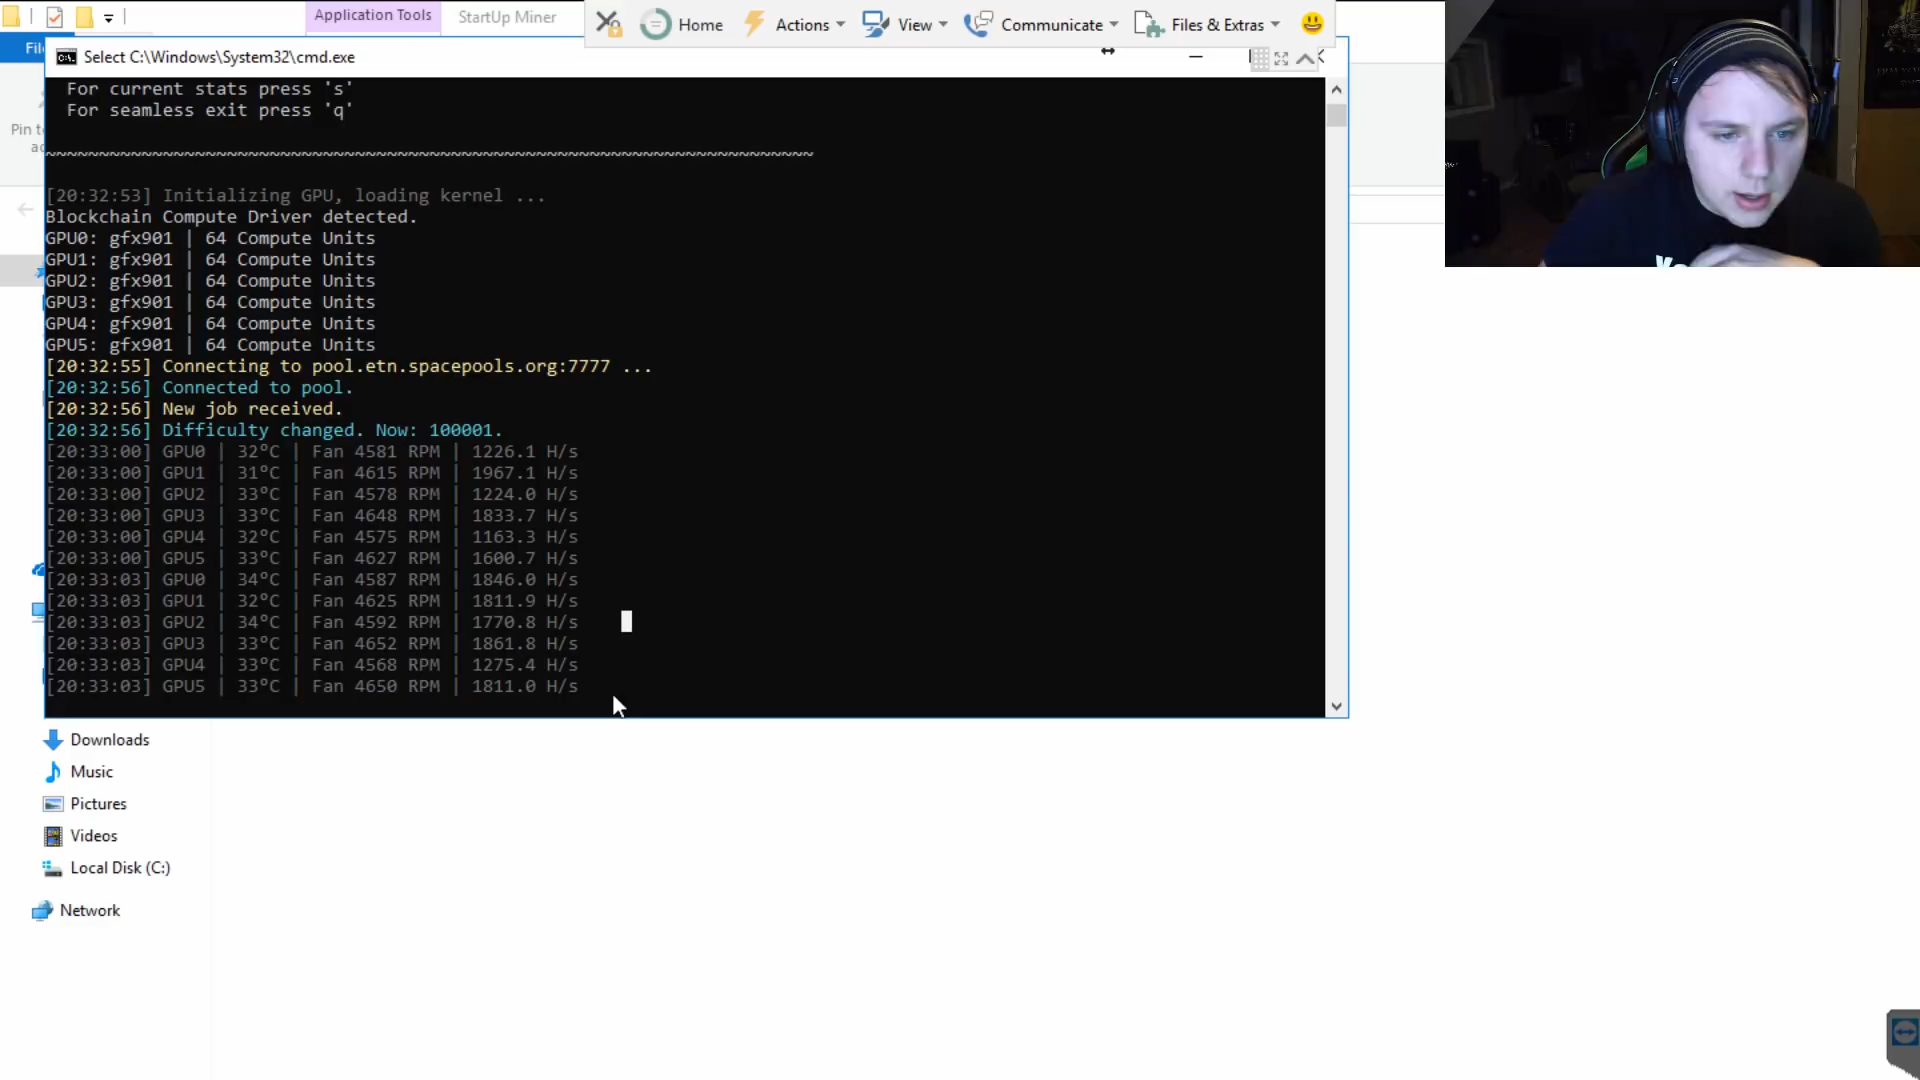 Application Tools
StartUp Miner
Home
Actions
View
Communicate
Files & Extras
Fil
Select C:\Windows\System32\cmd.exe
Pin t
For current stats press 's'
For seamless exit press 'q'
~~~~~~~~~~~~~~~~~~~~~~~~~~~~~~~~~~~~~~~~~~~~~~~~~~~~~~~~~~~~~~~~~~~~~~~~
[20:32:53] Initializing GPU, loading kernel ...
Blockchain Compute Driver detected.
GPU0: gfx901 | 64 Compute Units
GPU1: gfx901 | 64 Compute Units
GPU2: gfx901 | 64 Compute Units
GPU3: gfx901 | 64 Compute Units
GPU4: gfx901 | 64 Compute Units
GPU5: gfx901 | 64 Compute Units
[20:32:55] Connecting to pool.etn.spacepools.org:7777 ...
[20:32:56] Connected to pool.
[20:32:56] New job received.
[20:32:56] Difficulty changed. Now: 100001.
[20:33:00] GPU0 | 32°C | Fan 4581 RPM | 1226.1 H/s
[20:33:00] GPU1 | 31°C | Fan 4615 RPM | 1967.1 H/s
[20:33:00] GPU2 | 33°C | Fan 4578 RPM | 1224.0 H/s
[20:33:00] GPU3 | 33°C | Fan 4648 RPM | 1833.7 H/s
[20:33:00] GPU4 | 32°C | Fan 4575 RPM | 1163.3 H/s
[20:33:00] GPU5 | 33°C | Fan 4627 RPM | 1600.7 H/s
[20:33:03] GPU0 | 34°C | Fan 4587 RPM | 1846.0 H/s
[20:33:03] GPU1 | 32°C | Fan 4625 RPM | 1811.9 H/s
[20:33:03] GPU2 | 34°C | Fan 4592 RPM | 1770.8 H/s
[20:33:03] GPU3 | 33°C | Fan 4652 RPM | 1861.8 H/s
[20:33:03] GPU4 | 33°C | Fan 4568 RPM | 1275.4 H/s
[20:33:03] GPU5 | 33°C | Fan 4650 RPM | 1811.0 H/s
Downloads
Music
Pictures
Videos
Local Disk (C:)
Network